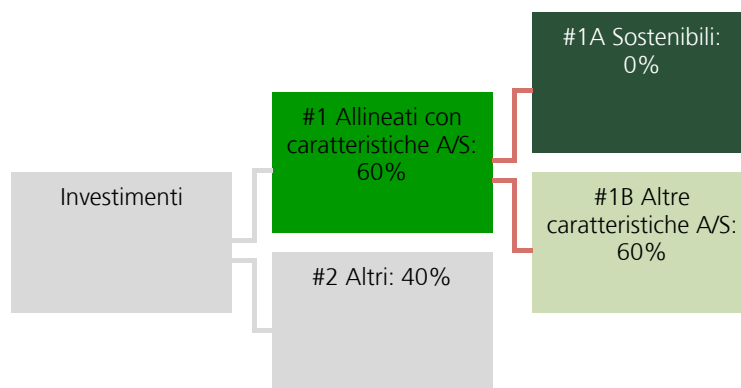 Investimenti
#1 Allineati con
caratteristiche A/S:
60%
#2 Altri: 40%
#1A Sostenibili:
0%
#1B Altre
caratteristiche A/S:
60%